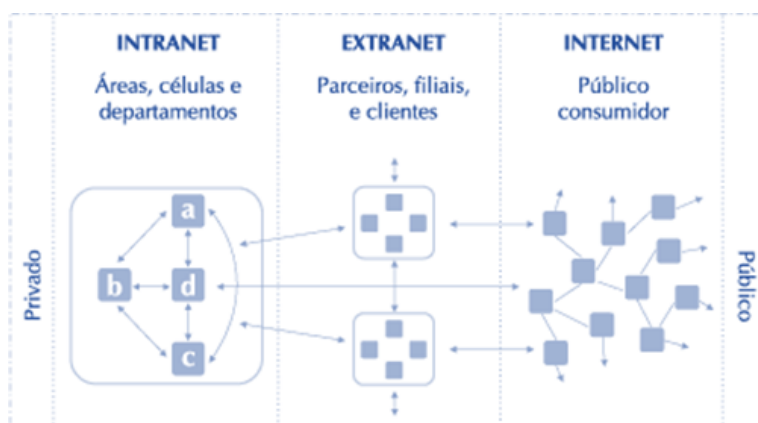 INTRANET
Áreas, células e
departamentos
EXTRANET
Parceiros, filiais,
e clientes
INTERNET
Público
consumidor
Privado
a
b
d
c
Público